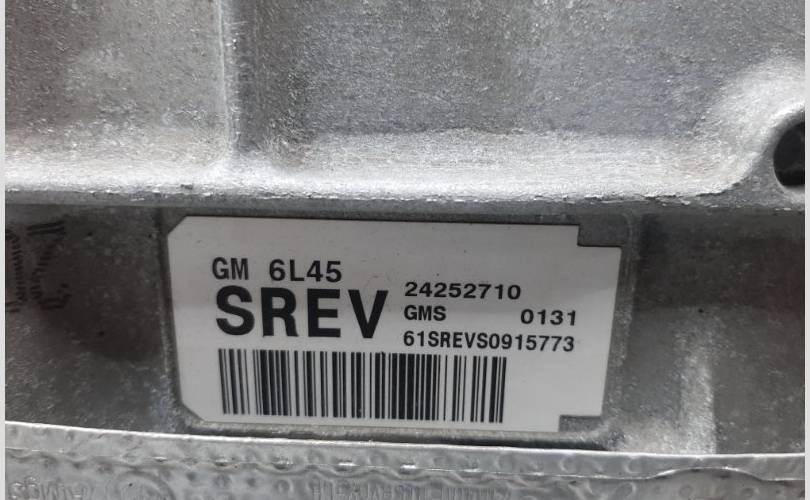 GM 6L45
SREV
24252710
GMS 0131
61SREVS0915773